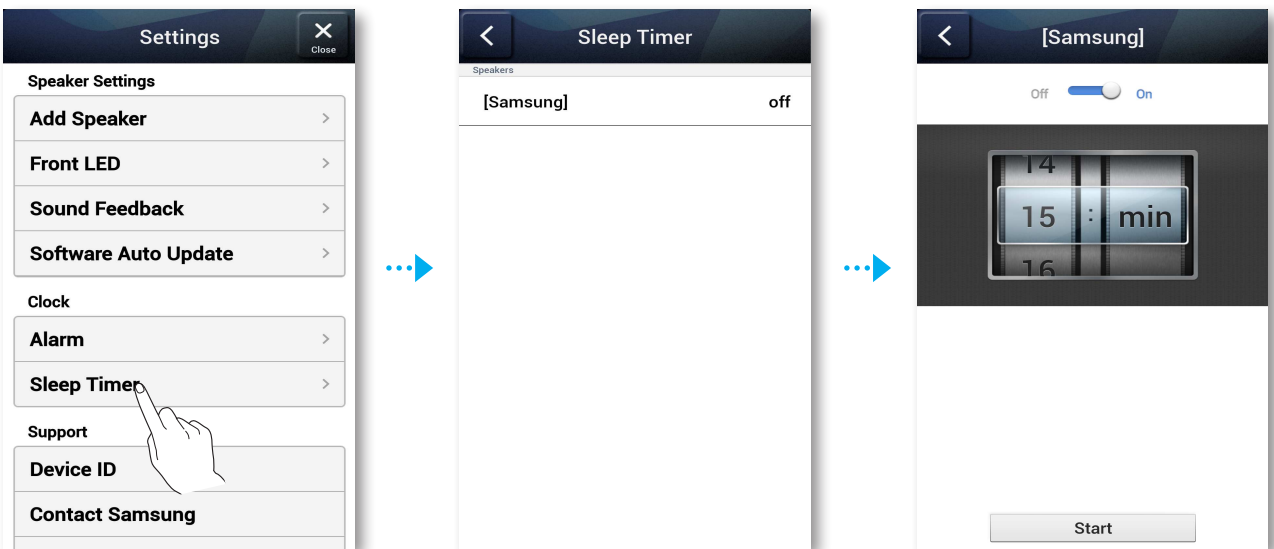 Settings
Close
Speaker Settings
Add Speaker
Front LED
Sound Feedback
Software Auto Update
Clock
Alarm
Sleep Timer
Support
Device ID
Contact Samsung
Sleep Timer
Speakers
[Samsung] off
[Samsung]
Off On
14
15 : min
16
Start